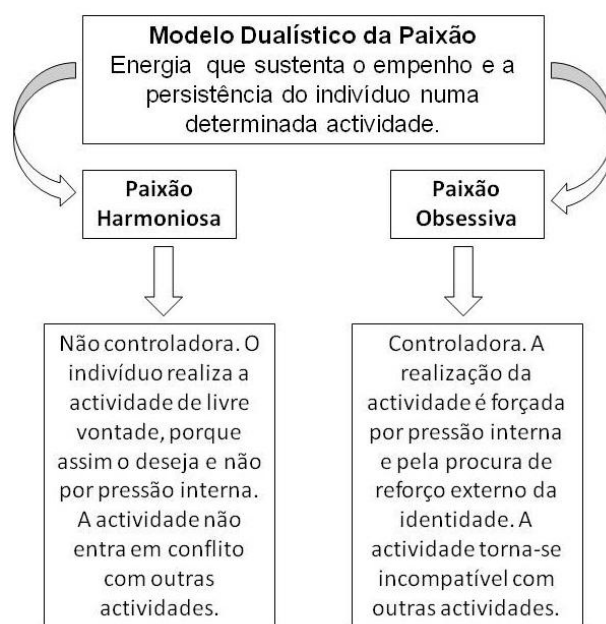 Modelo Dualístico da Paixão
Energia que sustenta o empenho e a
persistência do indivíduo numa
determinada actividade.
Paixão
Harmoniosa
Paixão
Obsessiva
Não controladora. O
indivíduo realiza a
actividade de livre
vontade, porque
assim o deseja e não
por pressão interna.
A actividade não
entra em conflito
com outras
actividades.
Controladora. A
realização da
actividade é forçada
por pressão interna
e pela procura de
reforço externo da
identidade. A
actividade torna-se
incompatível com
outras actividades.